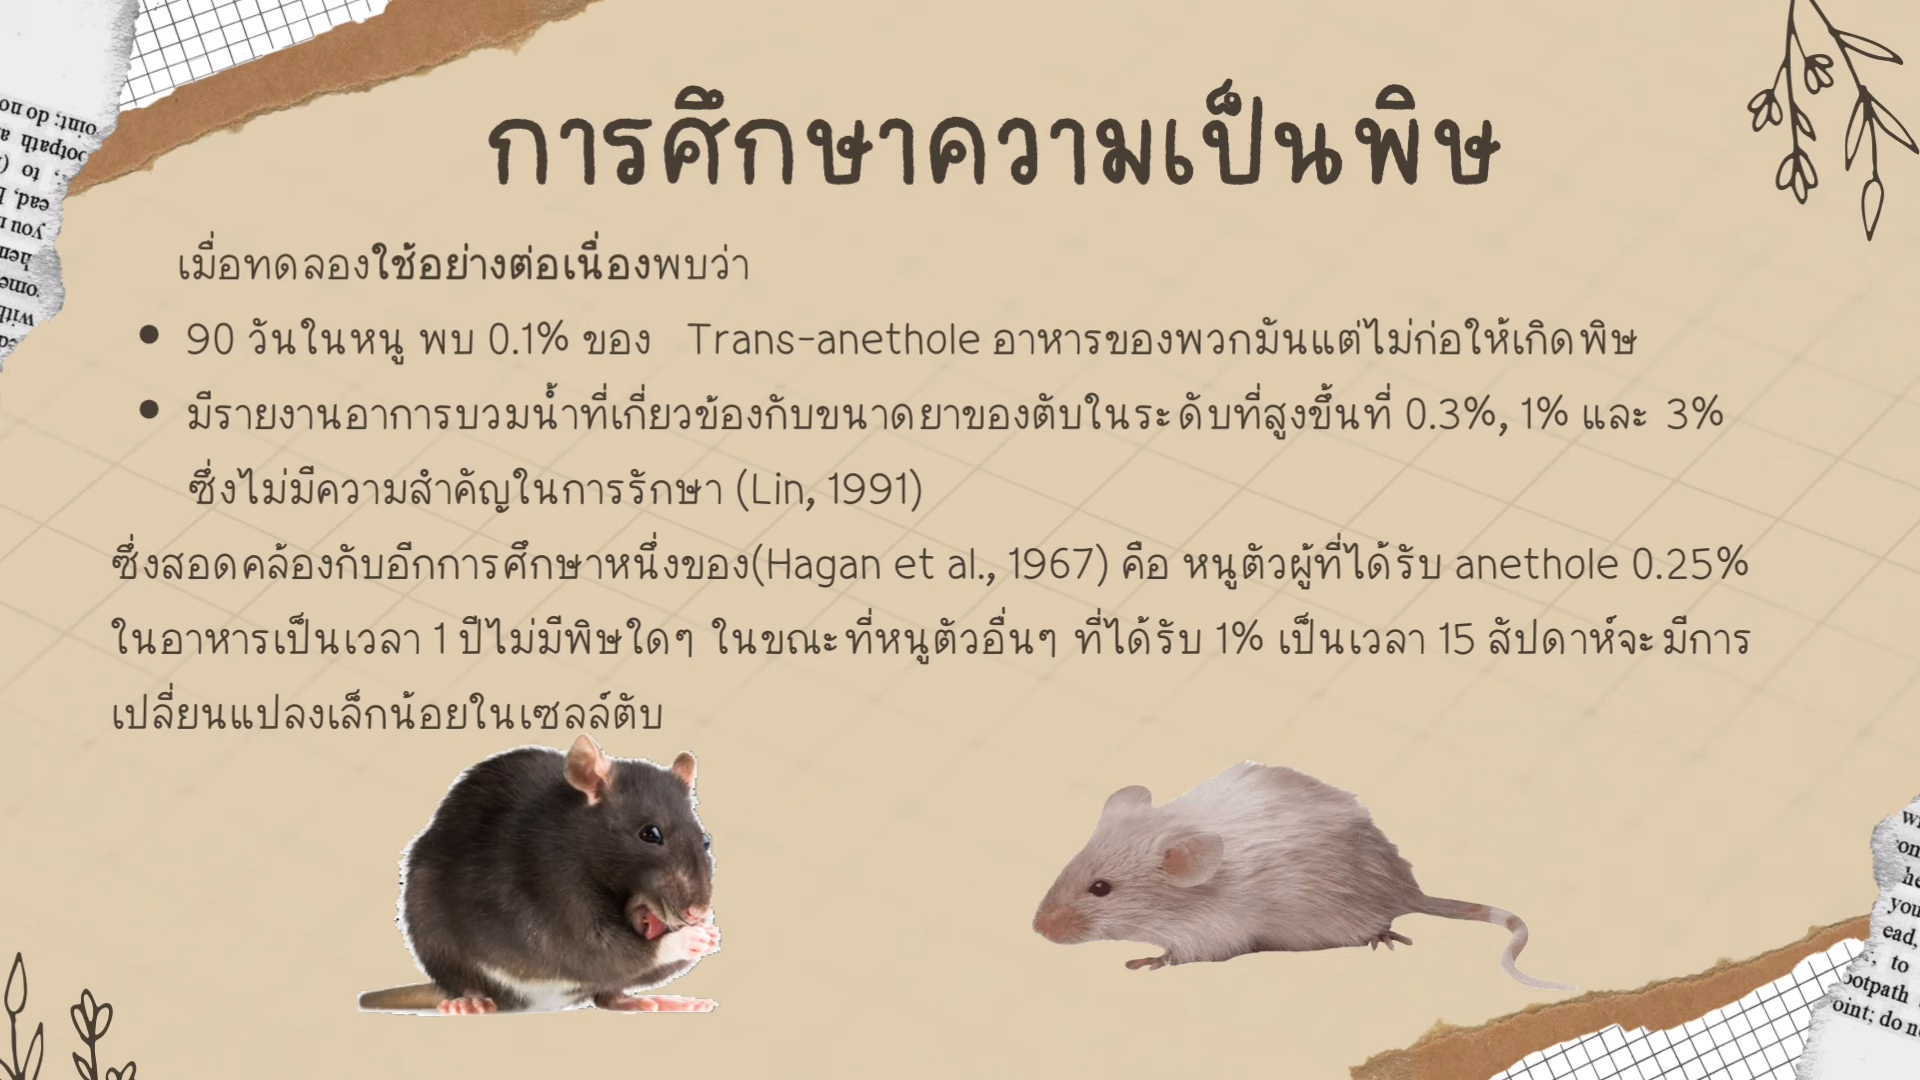 การศึกษาความเป็นพิษ
เมื่อทดลองใช้อย่างต่อเนื่องพบว่า
● 90 วันในหนู พบ 0.1% ของ Trans-anethole อาหารของพวกมันแต่ไม่ก่อให้เกิดพิษ
● มีรายงานอาการบวมน้ำที่เกี่ยวข้องกับขนาดยาของตับในระดับที่สูงขึ้นที่ 0.3%, 1% และ 3%
ซึ่งไม่มีความสำคัญในการรักษา (Lin, 1991)
ซึ่งสอดคล้องกับอีกการศึกษาหนึ่งของ(Hagan et al., 1967) คือ หนูตัวผู้ที่ได้รับ anethole 0.25%
ในอาหารเป็นเวลา 1 ปีไม่มีพิษใดๆ ในขณะที่หนูตัวอื่นๆ ที่ได้รับ 1% เป็นเวลา 15 สัปดาห์จะมีการ
เปลี่ยนแปลงเล็กน้อยในเซลล์ตับ
you
ead,
to
ootpath
oint; do